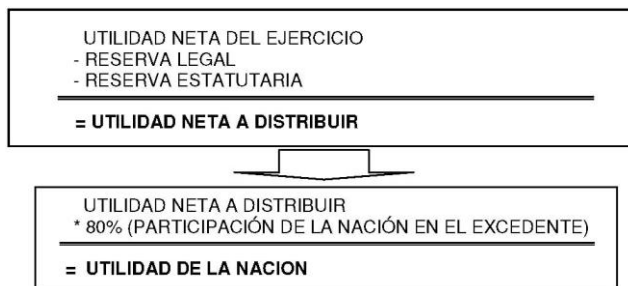 UTILIDAD NETA DEL EJERCICIO
- RESERVA LEGAL
- RESERVA ESTATUTARIA
= UTILIDAD NETA A DISTRIBUIR
UTILIDAD NETA A DISTRIBUIR
* 80% (PARTICIPACIÓN DE LA NACIÓN EN EL EXCEDENTE)
= UTILIDAD DE LA NACION